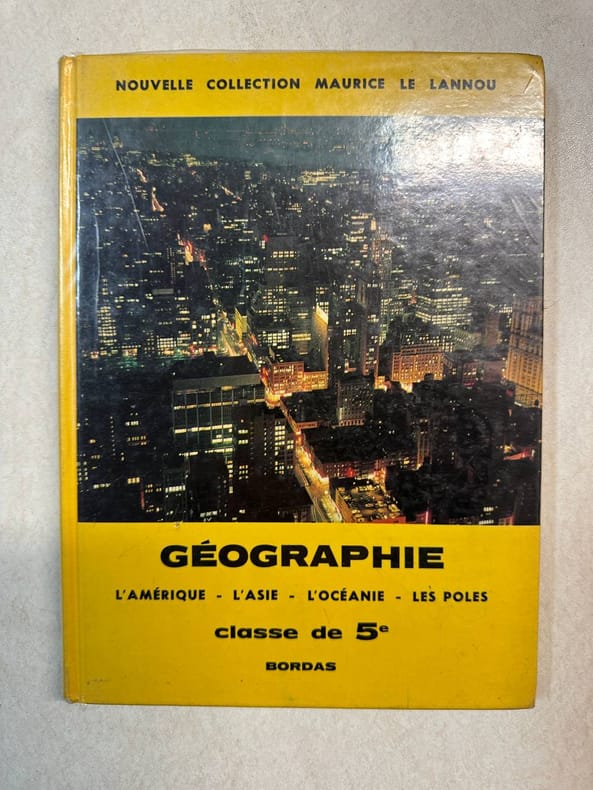 NOUVELLE COLLECTION MAURICE LE LANNOU
GÉOGRAPHIE
L'AMÉRIQUE - L'ASIE - L'OCÉANIE - LES POLES
classe de 5e
BORDAS